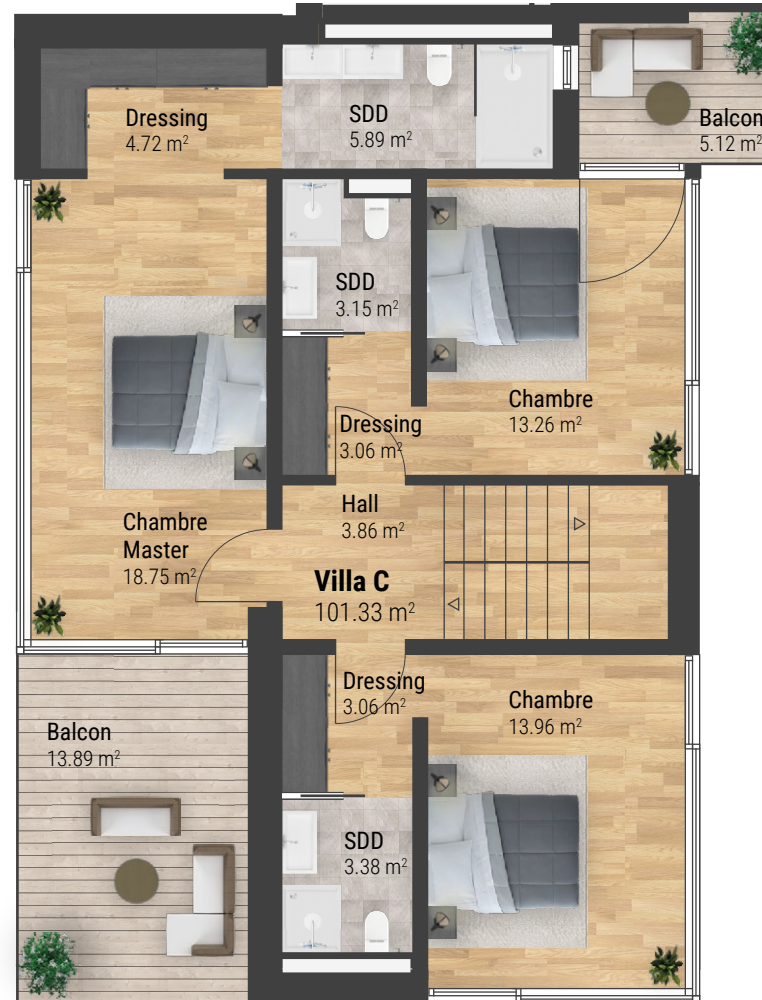 Dressing
4.72 m²
SDD
5.89 m²
Balcon
5.12 m²
SDD
3.15 m²
Chambre
13.26 m²
Dressing
3.06 m²
Hall
3.86 m²
Chambre
Master
18.75 m²
Villa C
101.33 m²
Dressing
3.06 m²
Chambre
13.96 m²
Balcon
13.89 m²
SDD
3.38 m²